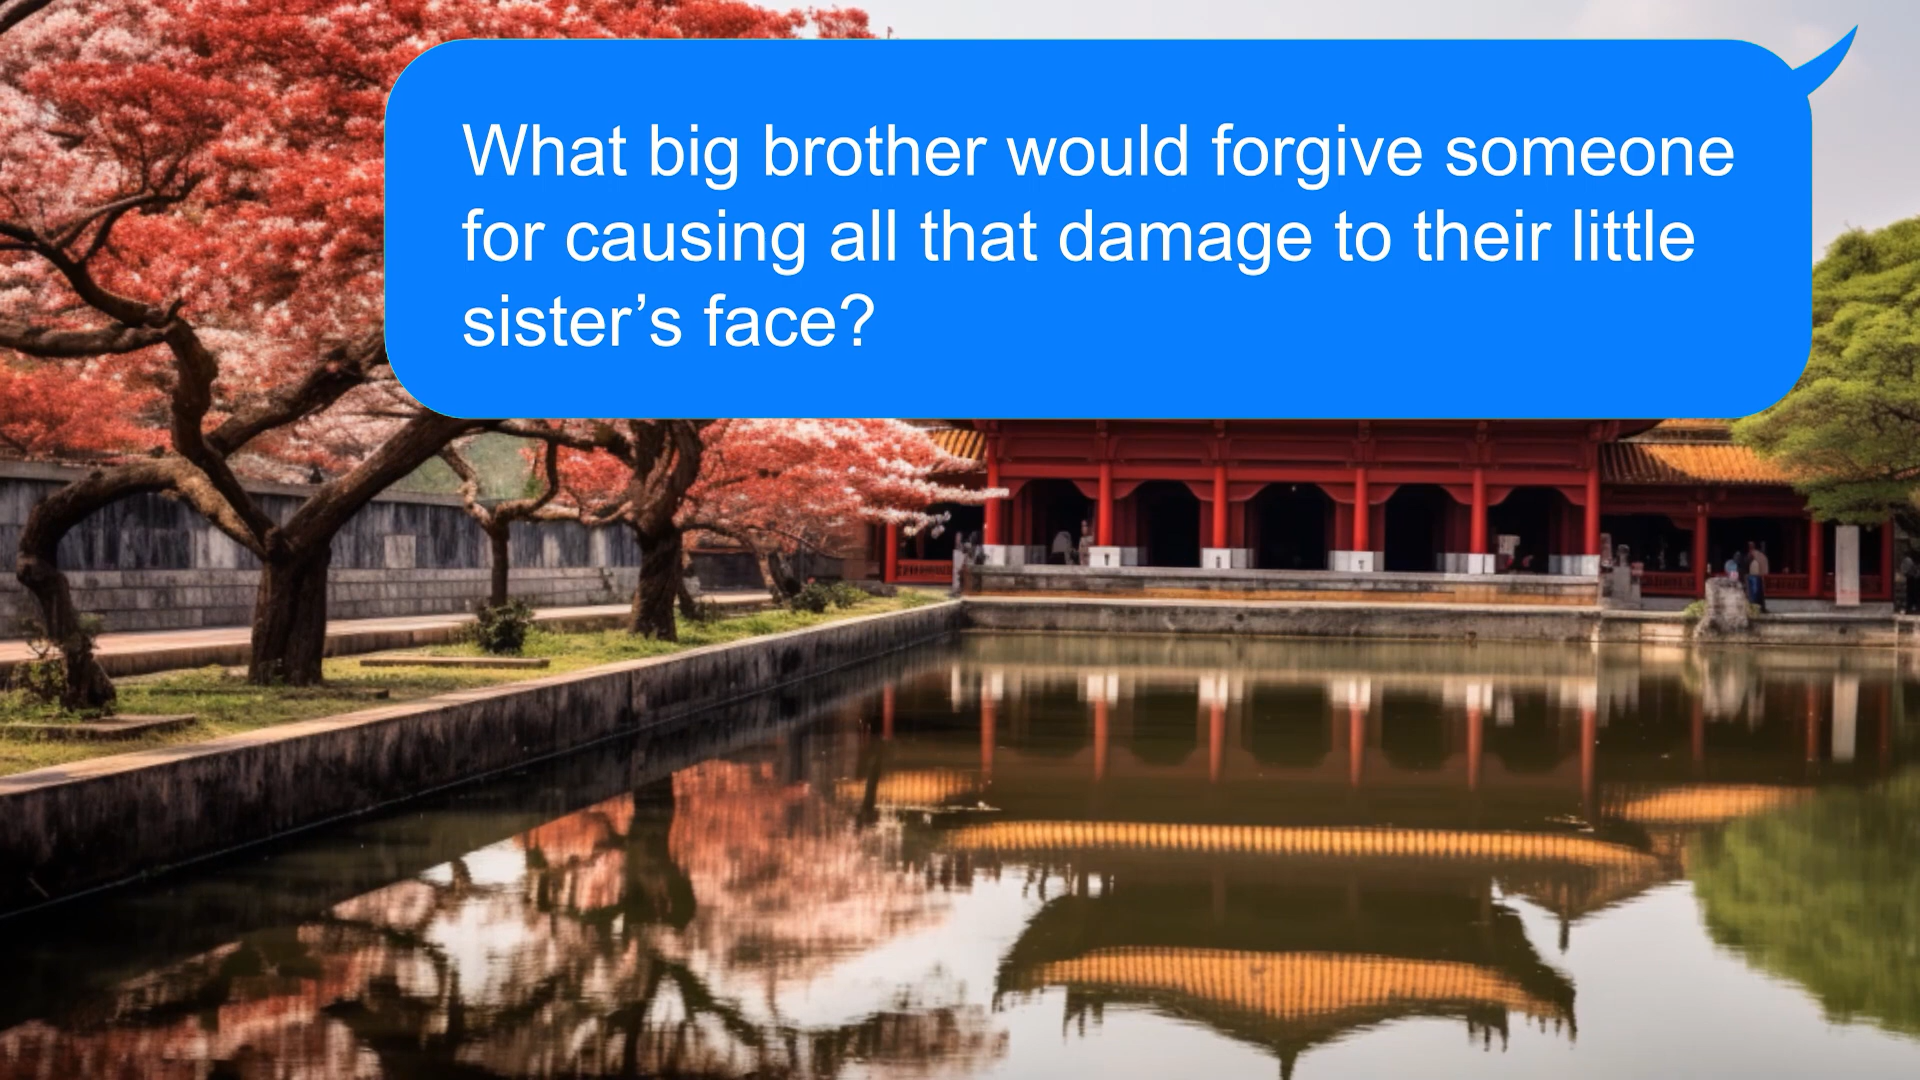 What big brother would forgive someone
for causing all that damage to their little
sister’s face?